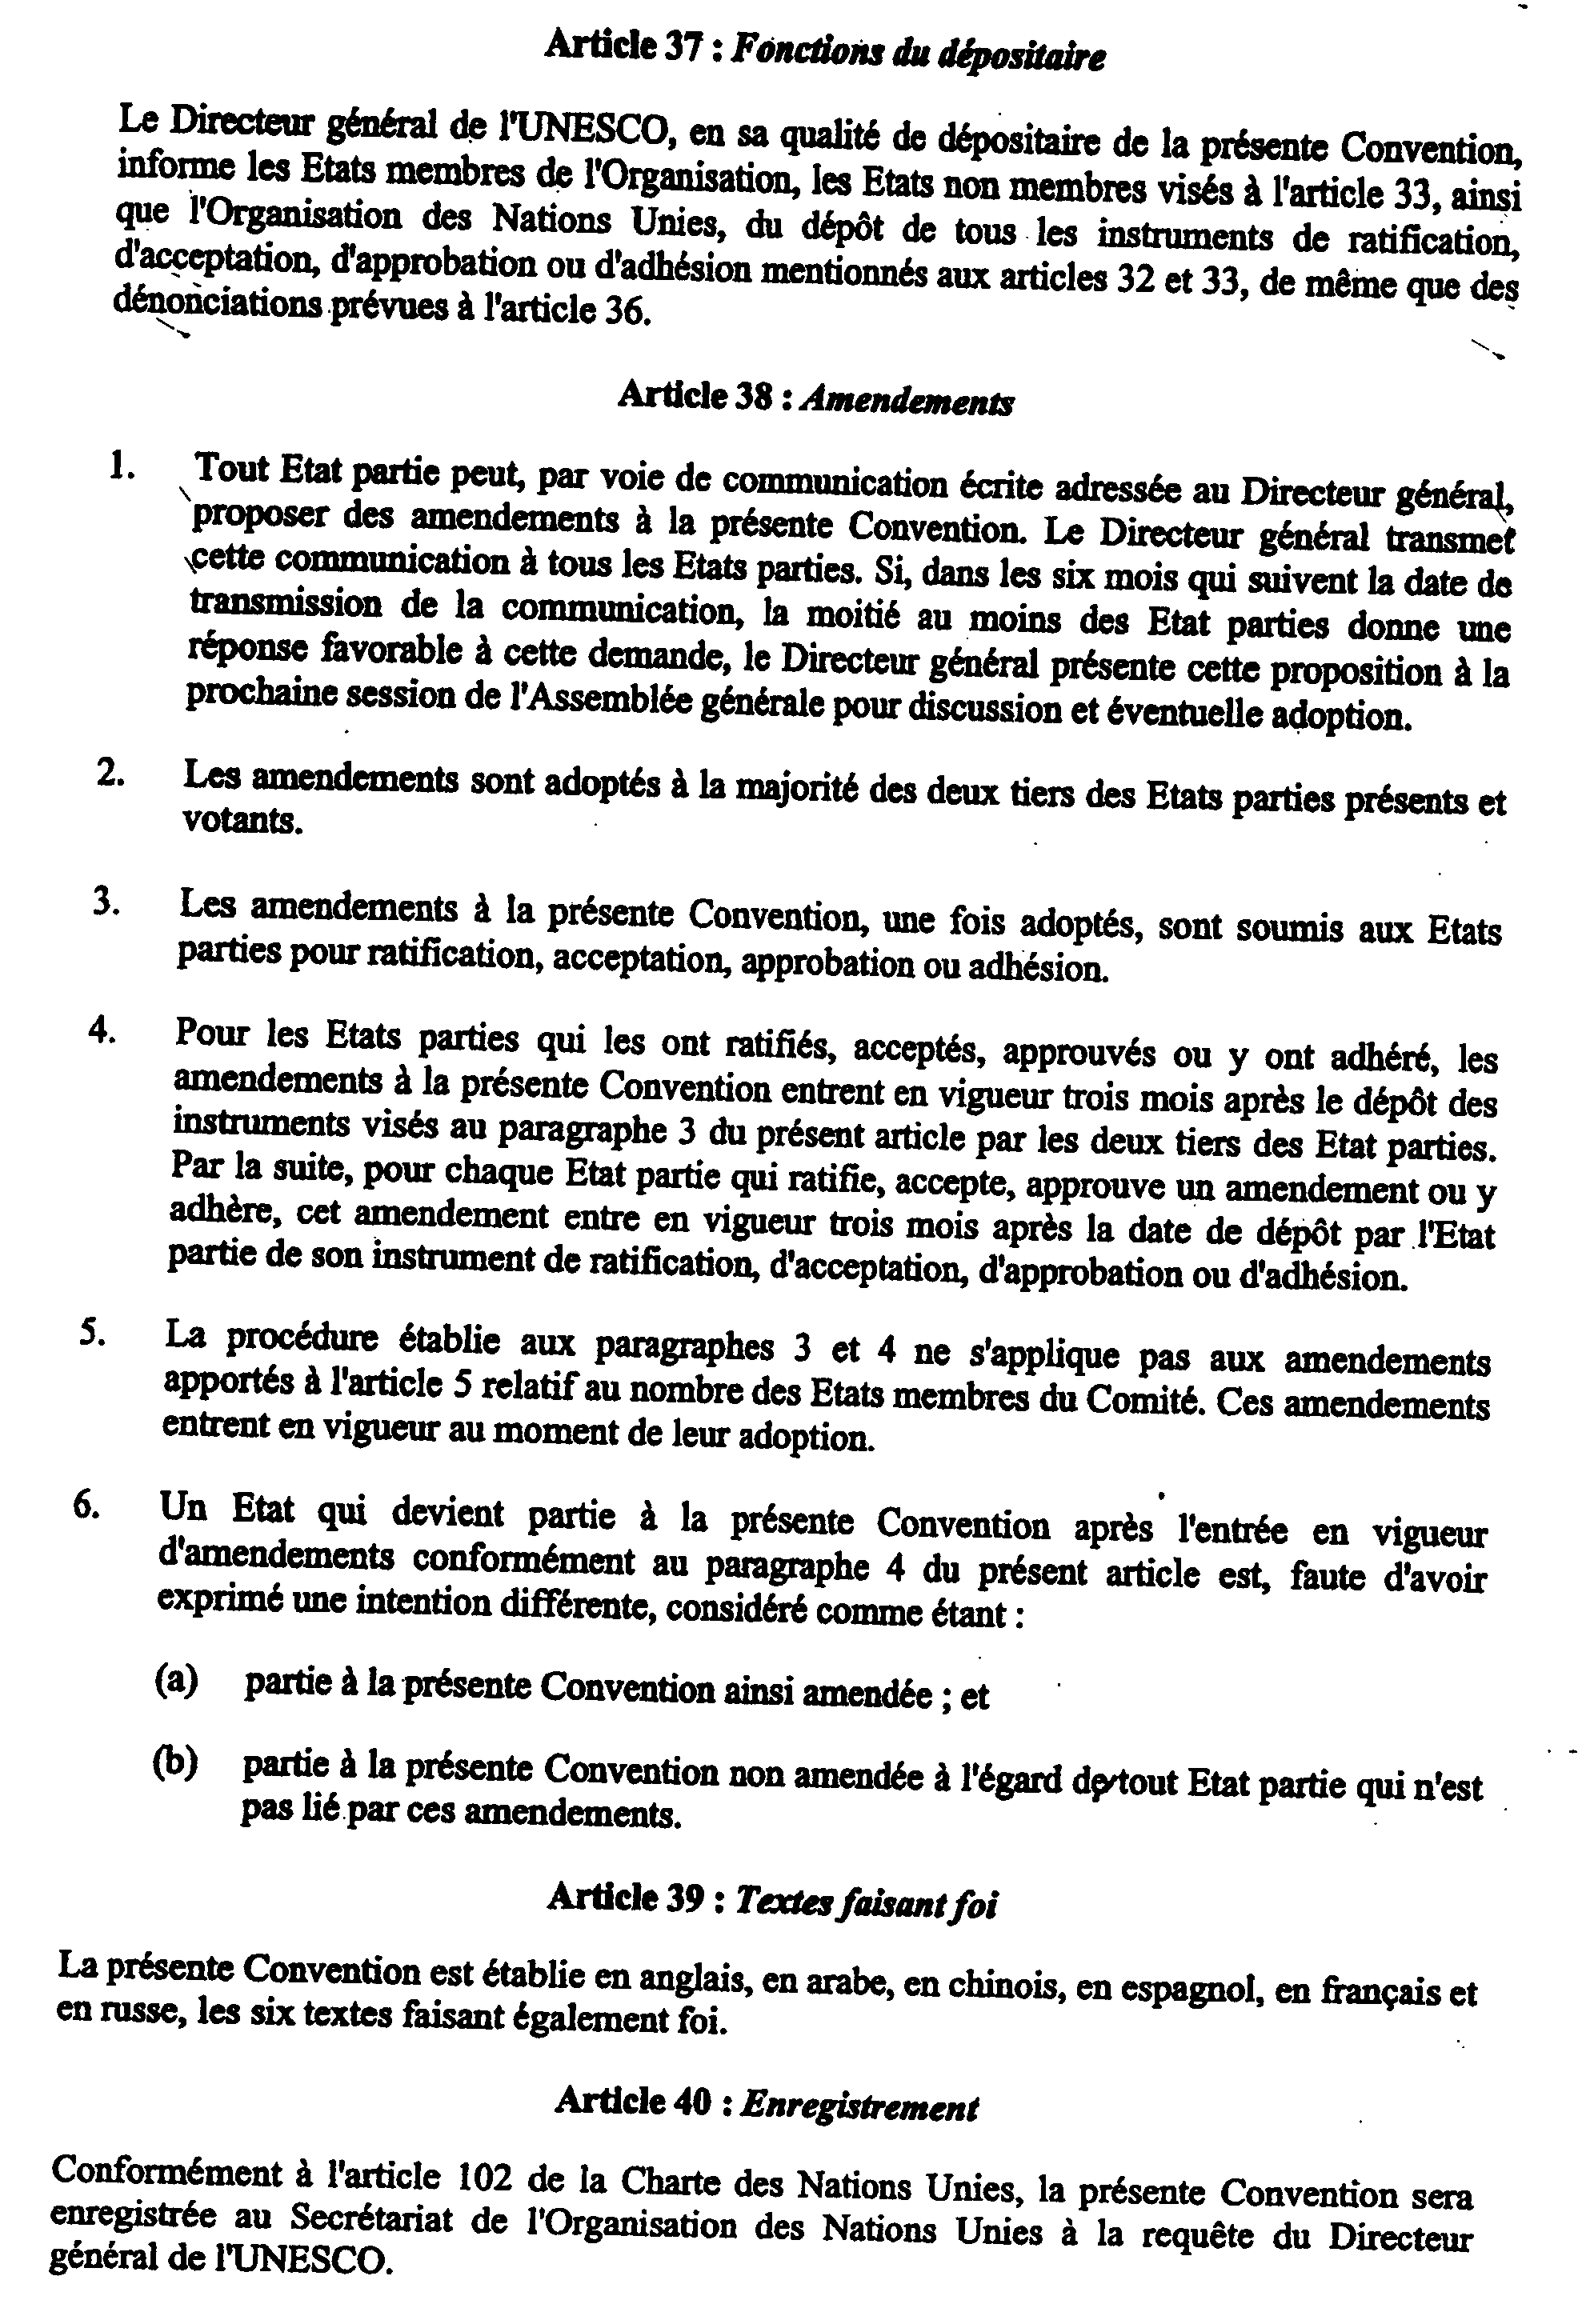 Article 37 : Fonctions du dépositaire
Le Directeur général de l'UNESCO, en sa qualité de dépositaire de la présente Convention,
informe les Etats membres de l'Organisation, les Etats non membres visés à l'article 33, ainsi
que l'Organisation des Nations Unies, du dépôt de tous les instruments de ratification,
d'acceptation, d'approbation ou d'adhésion mentionnés aux articles 32 et 33, de même que des
dénonciations prévues à l'article 36.
Article 38 : Amendements
1. Tout Etat partie peut, par voie de communication écrite adressée au Directeur général,
proposer des amendements à la présente Convention. Le Directeur général transmet
cette communication à tous les Etats parties. Si, dans les six mois qui suivent la date de
transmission de la communication, la moitié au moins des Etat parties donne une
réponse favorable à cette demande, le Directeur général présente cette proposition à la
prochaine session de l'Assemblée générale pour discussion et éventuelle adoption.
2. Les amendements sont adoptés à la majorité des deux tiers des Etats parties présents et
votants.
3. Les amendements à la présente Convention, une fois adoptés, sont soumis aux Etats
parties pour ratification, acceptation, approbation ou adhésion.
4. Pour les Etats parties qui les ont ratifiés, acceptés, approuvés ou y ont adhéré, les
amendements à la présente Convention entrent en vigueur trois mois après le dépôt des
instruments visés au paragraphe 3 du présent article par les deux tiers des Etat parties.
Par la suite, pour chaque Etat partie qui ratifie, accepte, approuve un amendement ou y
adhère, cet amendement entre en vigueur trois mois après la date de dépôt par l'Etat
partie de son instrument de ratification, d'acceptation, d'approbation ou d'adhésion.
5. La procédure établie aux paragraphes 3 et 4 ne s'applique pas aux amendements
apportés à l'article 5 relatif au nombre des Etats membres du Comité. Ces amendements
entrent en vigueur au moment de leur adoption.
6. Un Etat qui devient partie à la présente Convention après l'entrée en vigueur
d'amendements conformément au paragraphe 4 du présent article est, faute d'avoir
exprimé une intention différente, considéré comme étant :
(a) partie à la présente Convention ainsi amendée ; et
(b) partie à la présente Convention non amendée à l'égard de tout Etat partie qui n'est
pas lié par ces amendements.
Article 39 : Textes faisant foi
La présente Convention est établie en anglais, en arabe, en chinois, en espagnol, en français et
en russe, les six textes faisant également foi.
Article 40 : Enregistrement
Conformément à l'article 102 de la Charte des Nations Unies, la présente Convention sera
enregistrée au Secrétariat de l'Organisation des Nations Unies à la requête du Directeur
général de l'UNESCO.